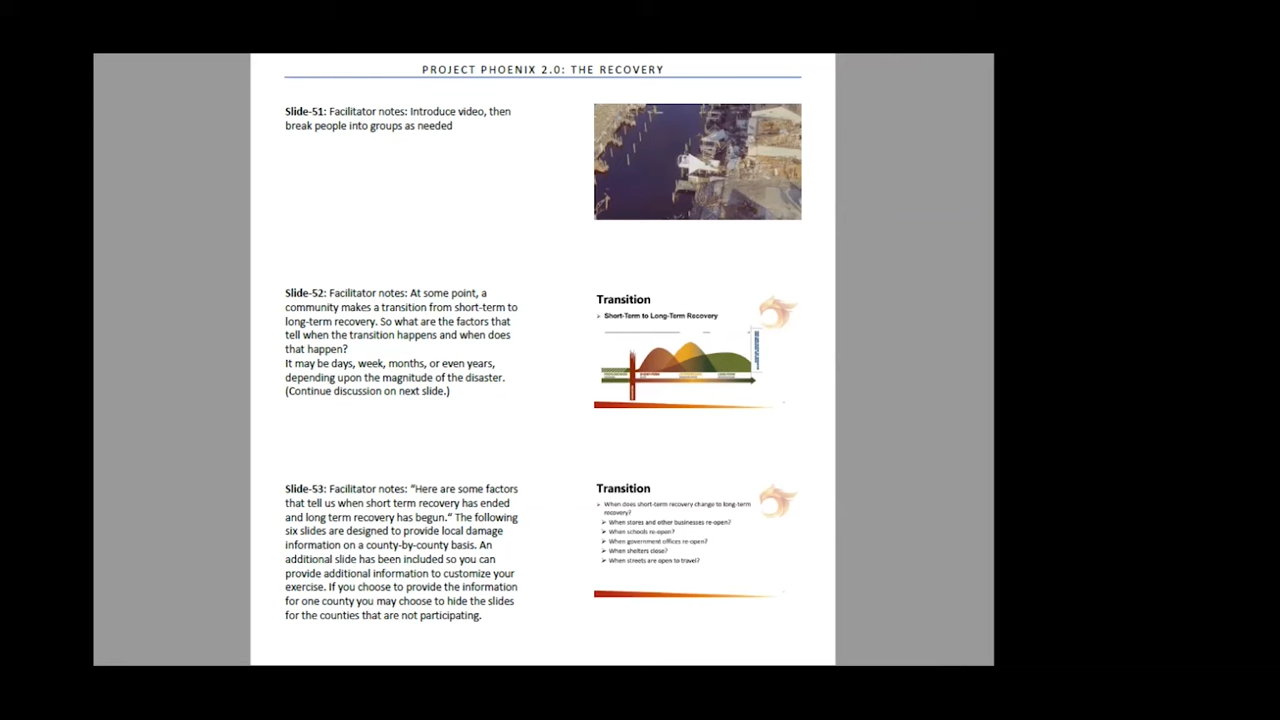 PROJECT PHOENIX 2.0: THE RECOVERY
Slide-51: Facilitator notes: Introduce video, then
break people into groups as needed
Slide-52: Facilitator notes: At some point, a
community makes a transition from short-term to
long-term recovery. So what are the factors that
tell when the transition happens and when does
that happen?
It may be days, week, months, or even years,
depending upon the magnitude of the disaster.
(Continue discussion on next slide.)
Transition
➢ Short-Term to Long-Term Recovery
Slide-53: Facilitator notes: “Here are some factors
that tell us when short term recovery has ended
and long term recovery has begun.“ The following
six slides are designed to provide local damage
information on a county-by-county basis. An
additional slide has been included so you can
provide additional information to customize your
exercise. If you choose to provide the information
for one county you may choose to hide the slides
for the counties that are not participating.
Transition
➢ When does short-term recovery change to long-term
recovery?
➢ When stores and other businesses re-open?
➢ When schools re-open?
➢ When government offices re-open?
➢ When shelters close?
➢ When streets are open to travel?